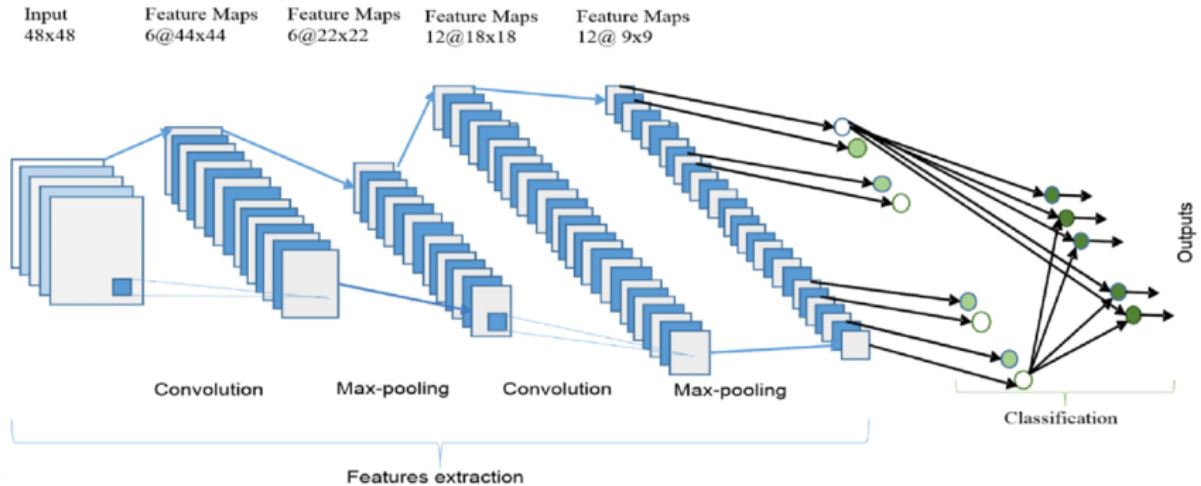 Input
48x48
Feature Maps
6@44x44
Feature Maps
6@22x22
Feature Maps
12@18x18
Feature Maps
12@ 9x9
Outputs
Convolution
Max-pooling
Convolution
Max-pooling
Classification
Features extraction